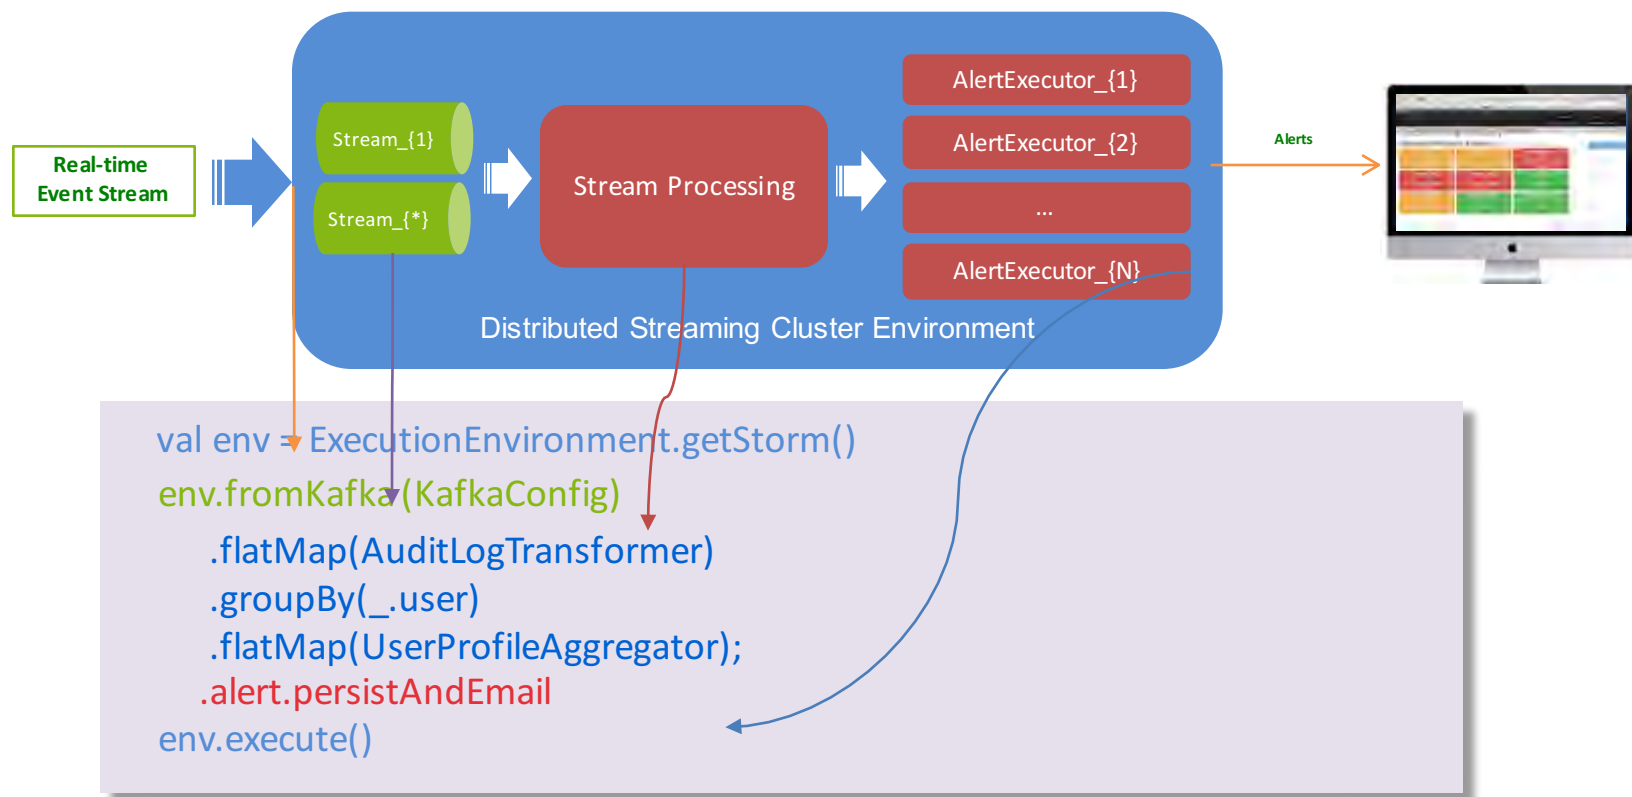 Real-time
Event Stream
Stream_{1}
Stream_{*}
Stream Processing
AlertExecutor_{1}
AlertExecutor_{2}
...
AlertExecutor_{N}
Alerts
Distributed Streaming Cluster Environment
val env = ExecutionEnvironment.getStorm()
env.fromKafka(KafkaConfig)
.flatMap(AuditLogTransformer)
.groupBy(_.user)
.flatMap(UserProfileAggregator);
.alert.persistAndEmail
env.execute()